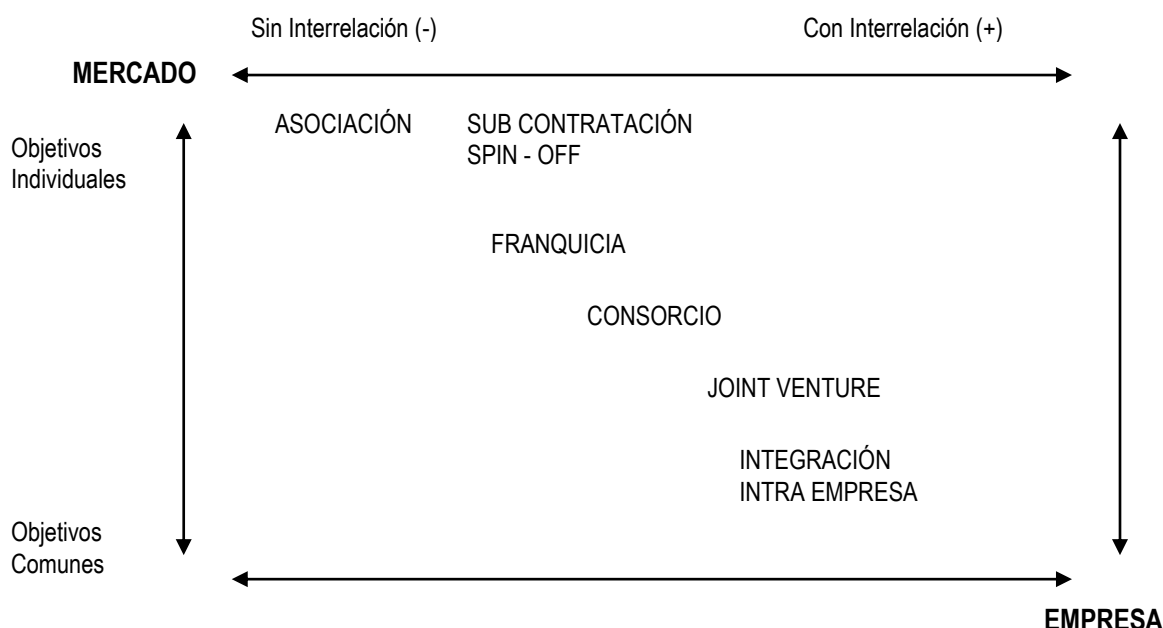 Sin Interrelación (-)
Con Interrelación (+)
MERCADO
ASOCIACIÓN
SUB CONTRATACIÓN
SPIN - OFF
Objetivos
Individuales
FRANQUICIA
CONSORCIO
JOINT VENTURE
INTEGRACIÓN
INTRA EMPRESA
Objetivos
Comunes
EMPRESA